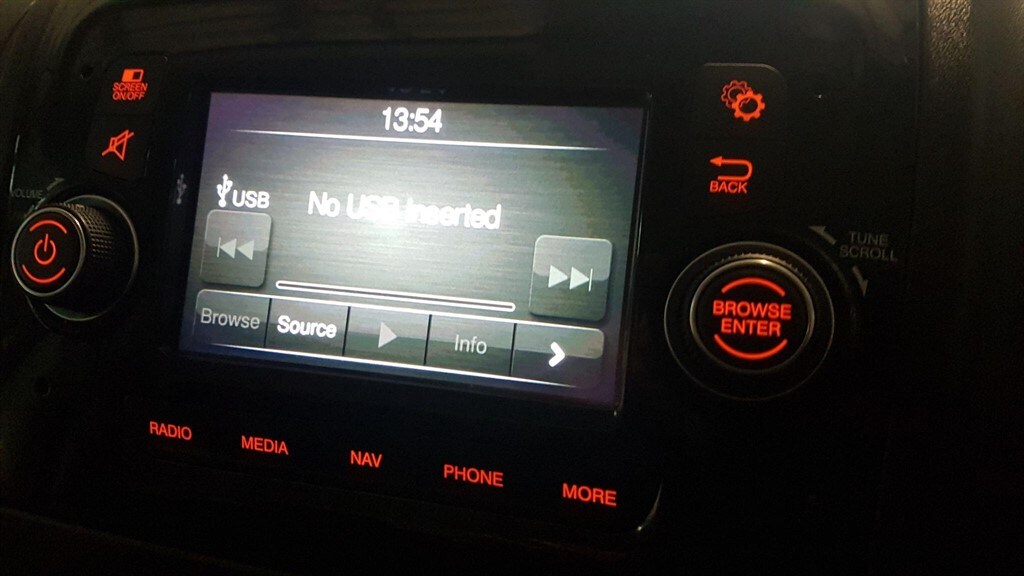 SCREEN
ON/OFF
13:54
BACK
VOLUME
USB
No USB Inserted
TUNE
SCROLL
BROWSE
ENTER
Browse
Source
Info
RADIO
MEDIA
NAV
PHONE
MORE